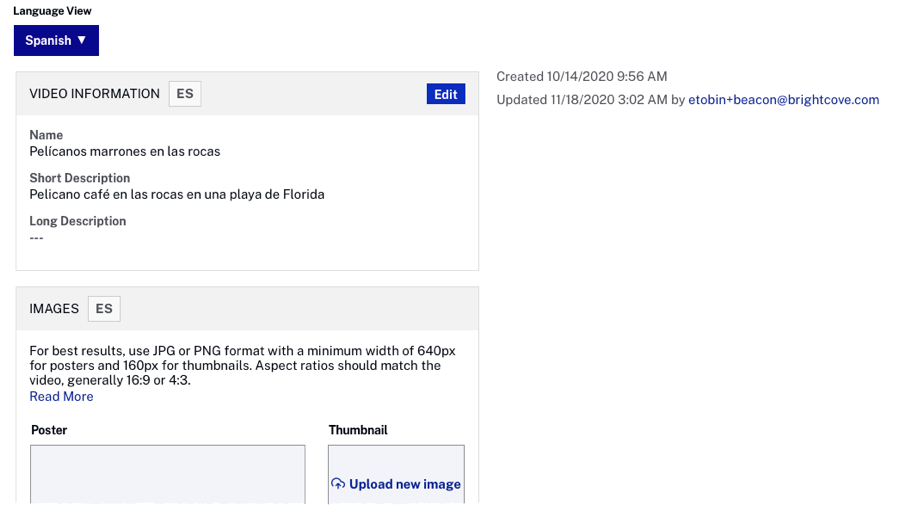 Language View
Spanish ▼
VIDEO INFORMATION ES Edit
Name
Pelícanos marrones en las rocas
Short Description
Pelicano café en las rocas en una playa de Florida
Long Description
---
Created 10/14/2020 9:56 AM
Updated 11/18/2020 3:02 AM by etobin+beacon@brightcove.com
IMAGES ES
For best results, use JPG or PNG format with a minimum width of 640px
for posters and 160px for thumbnails. Aspect ratios should match the
video, generally 16:9 or 4:3.
Read More
Poster
Thumbnail
Upload new image